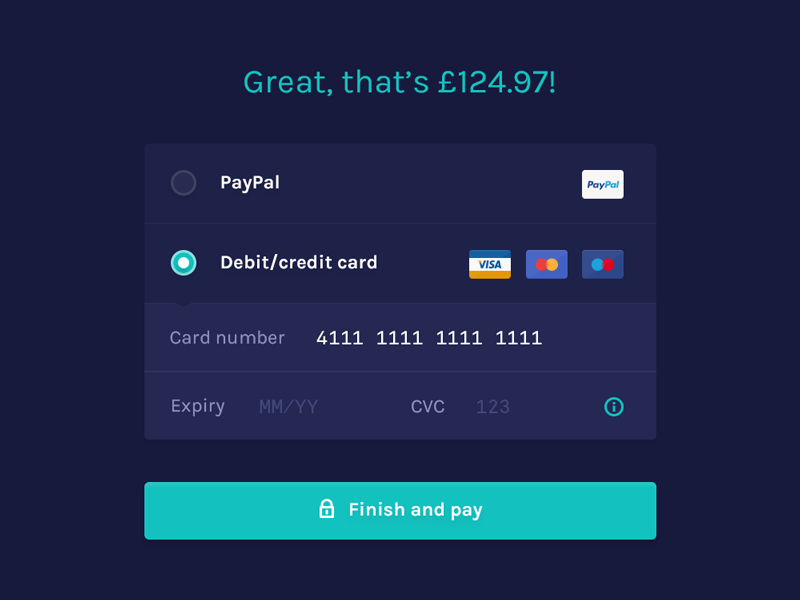 Great, that’s £124.97!
PayPal PayPal
Debit/credit card VISA
Card number 4111 1111 1111 1111
Expiry MM/YY CVC 123
Finish and pay